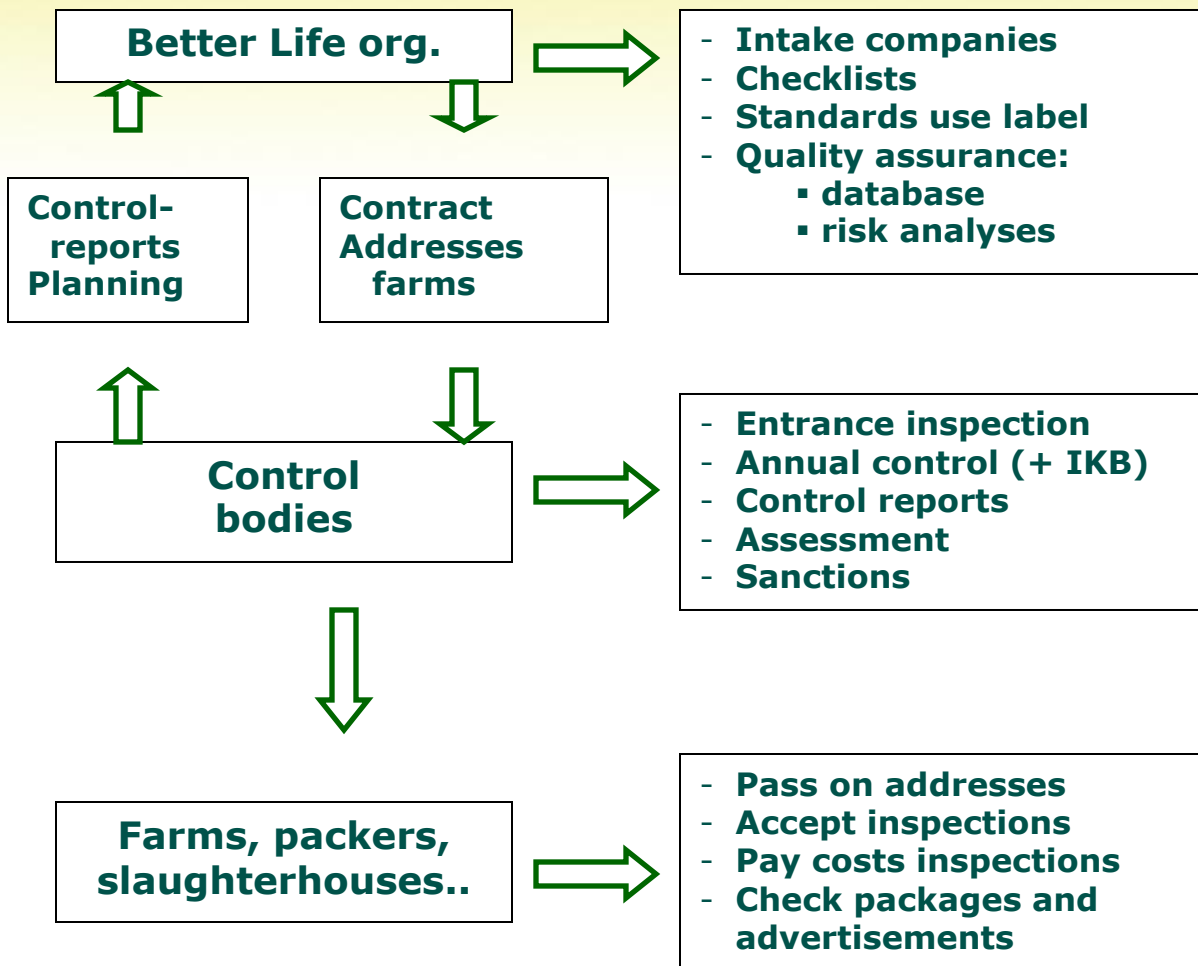 Better Life org.
- Intake companies
- Checklists
- Standards use label
- Quality assurance:
▪ database
▪ risk analyses
Control-
reports
Planning
Contract
Addresses
farms
Control
bodies
- Entrance inspection
- Annual control (+ IKB)
- Control reports
- Assessment
- Sanctions
Farms, packers,
slaughterhouses..
- Pass on addresses
- Accept inspections
- Pay costs inspections
- Check packages and
advertisements